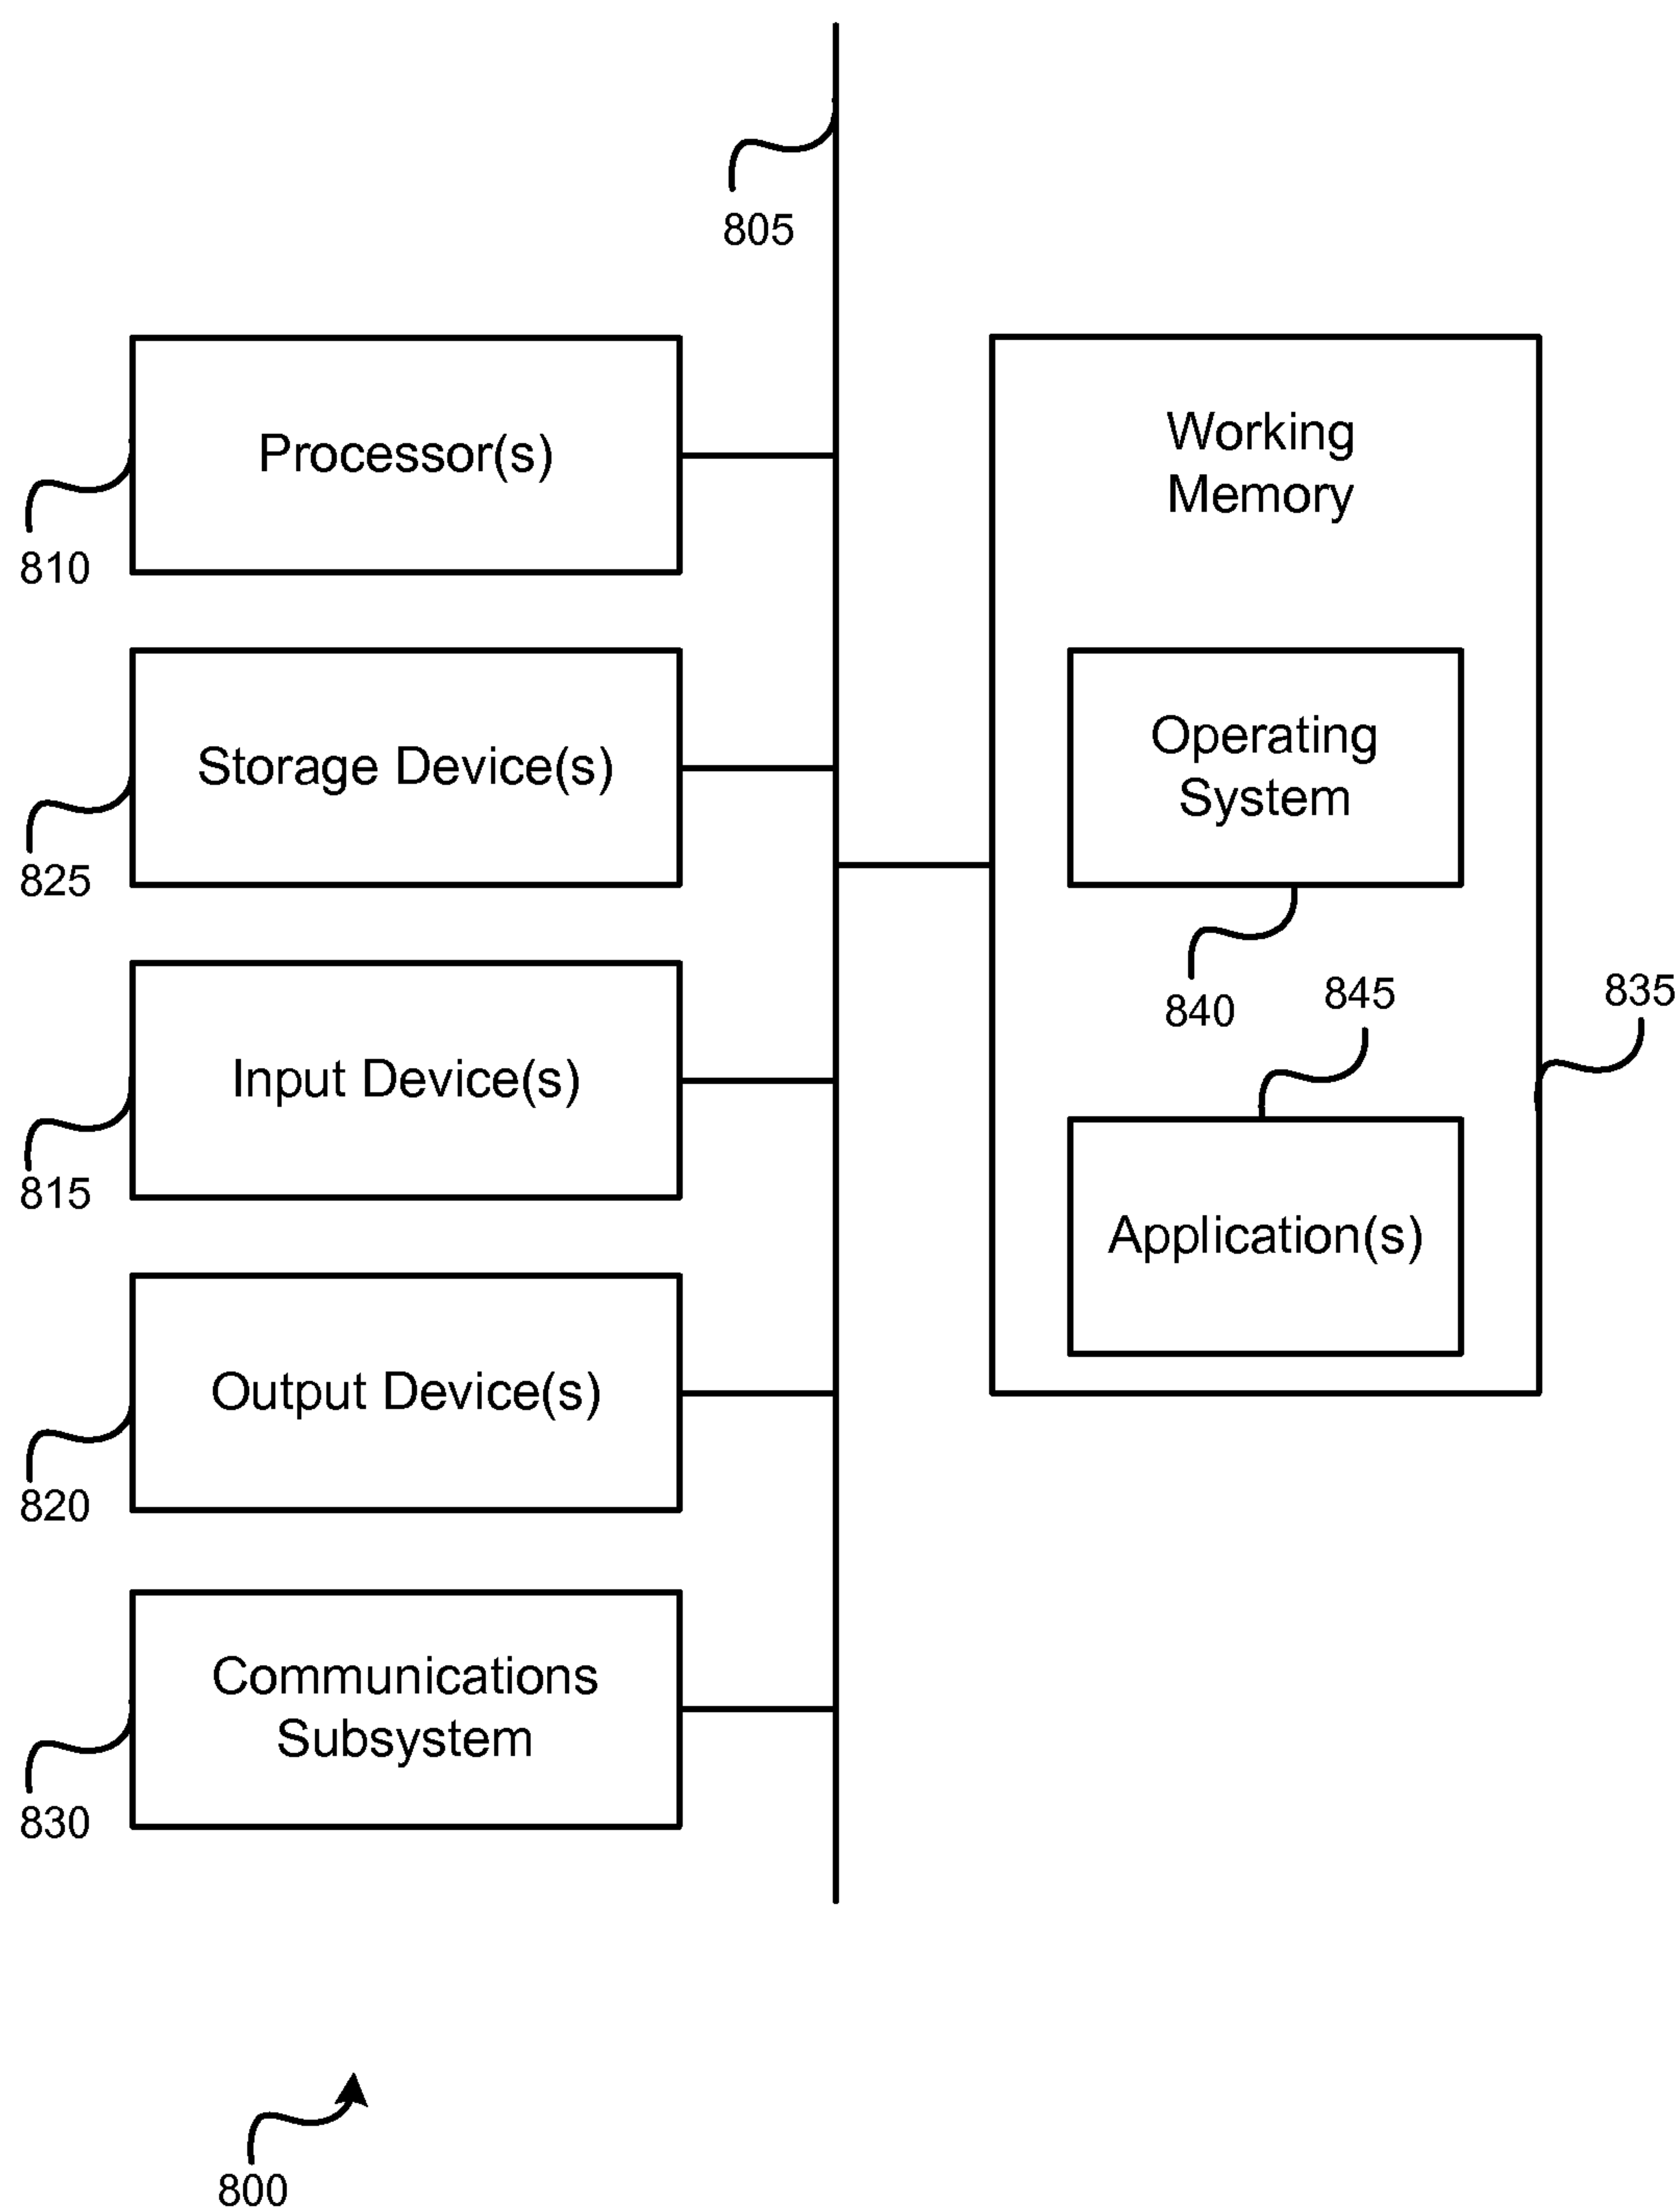 805
Processor(s)
810
Storage Device(s)
825
Input Device(s)
815
Output Device(s)
820
Communications
Subsystem
830
Working
Memory
Operating
System
840
845
835
Application(s)
800